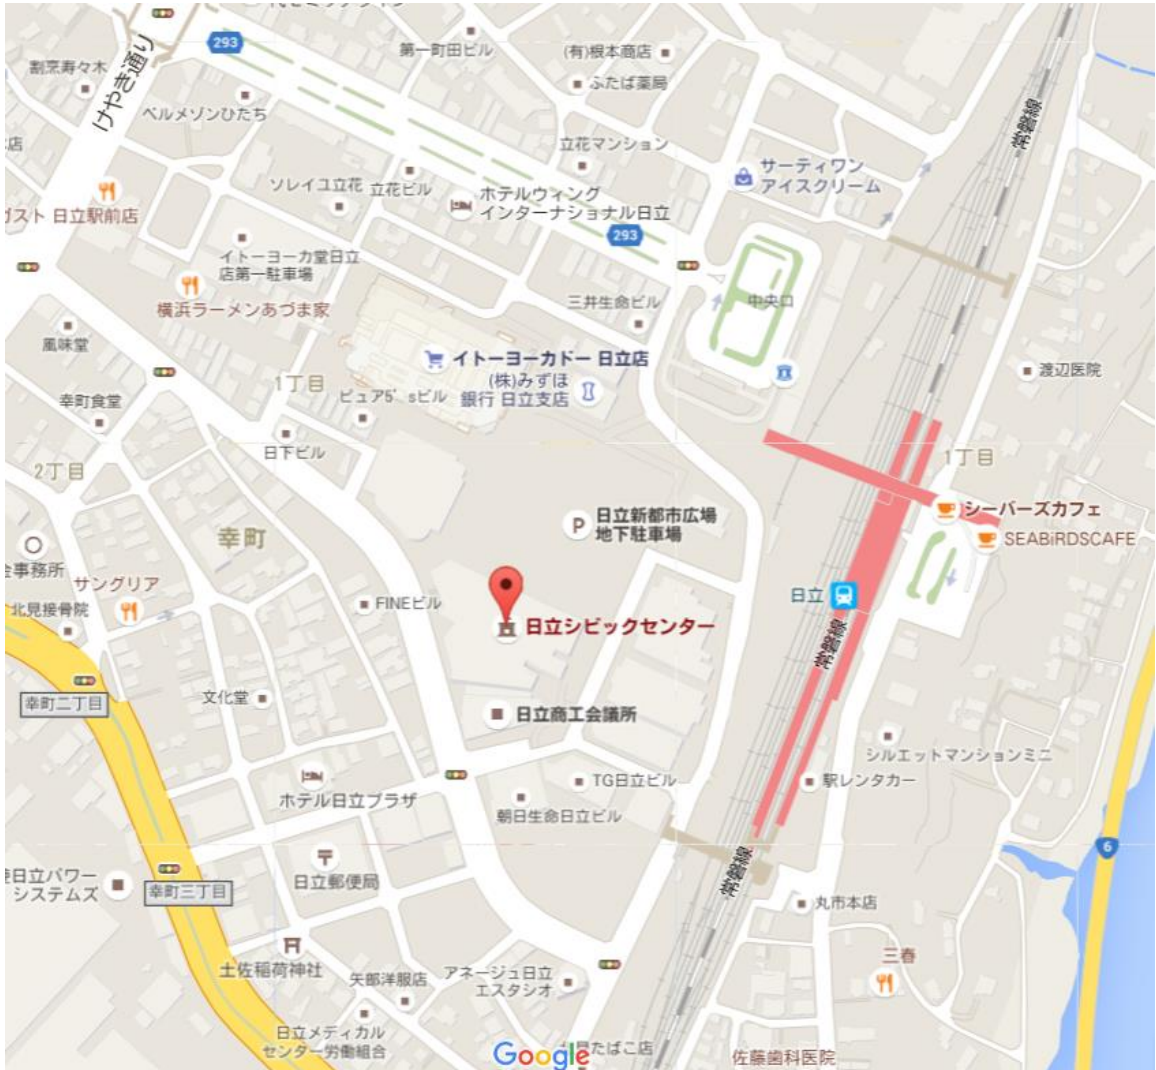 293
第一町田ビル
(有)根本商店
ふたば薬局
割烹寿々木
けやき通り
ベルメゾンひたち
立花マンション
常磐線
サーティワン
アイスクリーム
ソレイユ立花
立花ビル
ホテルウィング
インターナショナル日立
ガスト 日立駅前店
293
イトーヨーカ堂日立
店第一駐車場
横浜ラーメンあづま家
三井生命ビル
中央口
風味堂
イトーヨーカドー 日立店
(株)みずほ
銀行 日立支店
渡辺医院
1丁目
ピュア5’sビル
幸町食堂
日下ビル
2丁目
1丁目
シーバーズカフェ
SEABiRDSCAFE
P
日立新都市広場
地下駐車場
幸町
サングリア
北見接骨院
FINEビル
日立
日立シビックセンター
常磐線
幸町二丁目
文化堂
日立商工会議所
シルエットマンションミニ
ホテル日立プラザ
TG日立ビル
駅レンタカー
朝日生命日立ビル
6
日立郵便局
常磐線
日立パワー
システムズ
幸町三丁目
丸市本店
土佐稲荷神社
矢部洋服店
アネージュ日立
エスタシオ
三春
日立メディカル
センター労働組合
Google
たばこ店
佐藤歯科医院